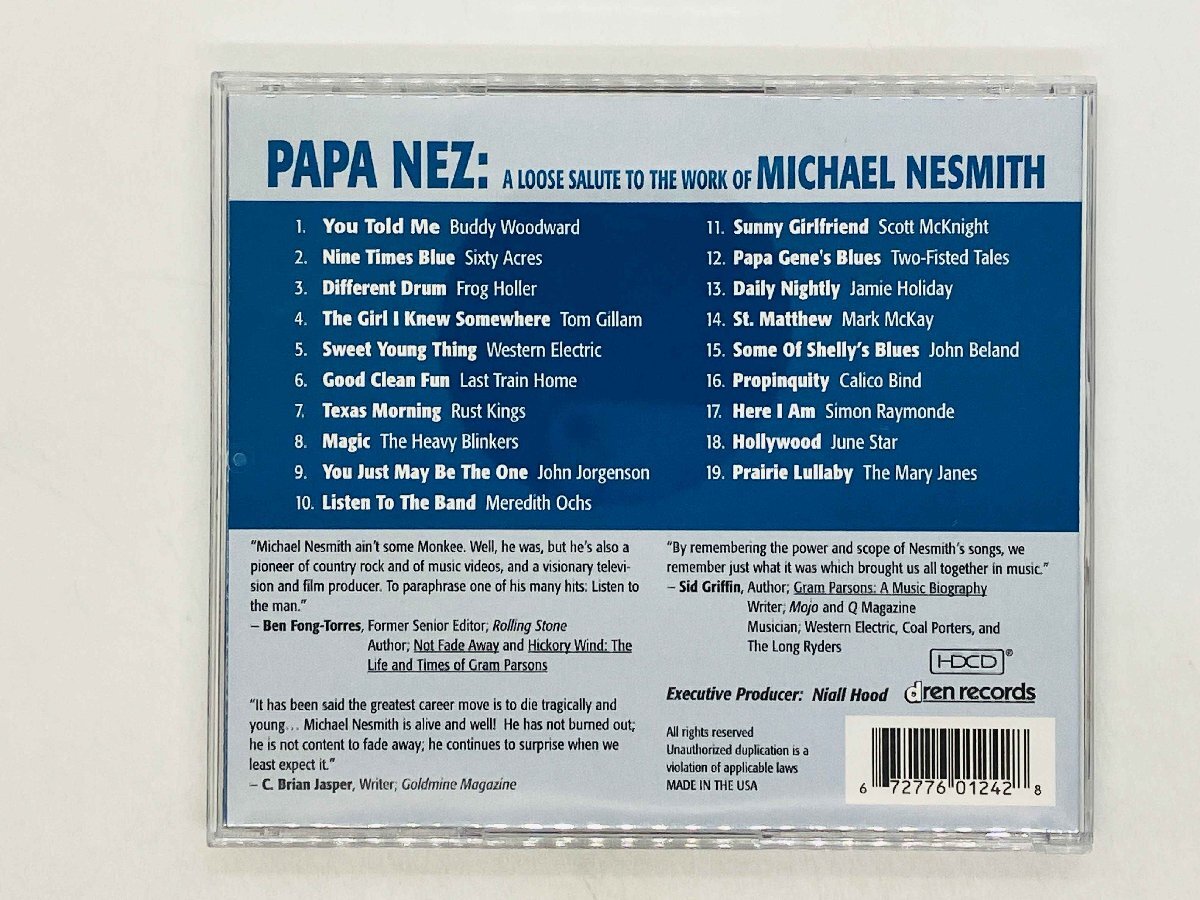 PAPA NEZ: A LOOSE SALUTE TO THE WORK OF MICHAEL NESMITH
1. You Told Me Buddy Woodward
2. Nine Times Blue Sixty Acres
3. Different Drum Frog Holler
4. The Girl I Knew Somewhere Tom Gillam
5. Sweet Young Thing Western Electric
6. Good Clean Fun Last Train Home
7. Texas Morning Rust Kings
8. Magic The Heavy Blinkers
9. You Just May Be The One John Jorgenson
10. Listen To The Band Meredith Ochs
11. Sunny Girlfriend Scott McKnight
12. Papa Gene's Blues Two-Fisted Tales
13. Daily Nightly Jamie Holiday
14. St. Matthew Mark McKay
15. Some Of Shelly's Blues John Beland
16. Propinquity Calico Bind
17. Here I Am Simon Raymonde
18. Hollywood June Star
19. Prairie Lullaby The Mary Janes
"Michael Nesmith ain't some Monkee. Well, he was, but he's also a
pioneer of country rock and of music videos, and a visionary televi-
sion and film producer. To paraphrase one of his many hits: Listen to
the man."
– Ben Fong-Torres, Former Senior Editor; Rolling Stone
Author; Not Fade Away and Hickory Wind: The
Life and Times of Gram Parsons
"It has been said the greatest career move is to die tragically and
young... Michael Nesmith is alive and well! He has not burned out;
he is not content to fade away; he continues to surprise when we
least expect it."
– C. Brian Jasper, Writer; Goldmine Magazine
"By remembering the power and scope of Nesmith's songs, we
remember just what it was which brought us all together in music."
– Sid Griffin, Author; Gram Parsons: A Music Biography
Writer; Mojo and Q Magazine
Musician; Western Electric, Coal Porters, and
The Long Ryders
HDCD®
Executive Producer: Niall Hood dren records
All rights reserved
Unauthorized duplication is a
violation of applicable laws
MADE IN THE USA
6 72776 01242 8